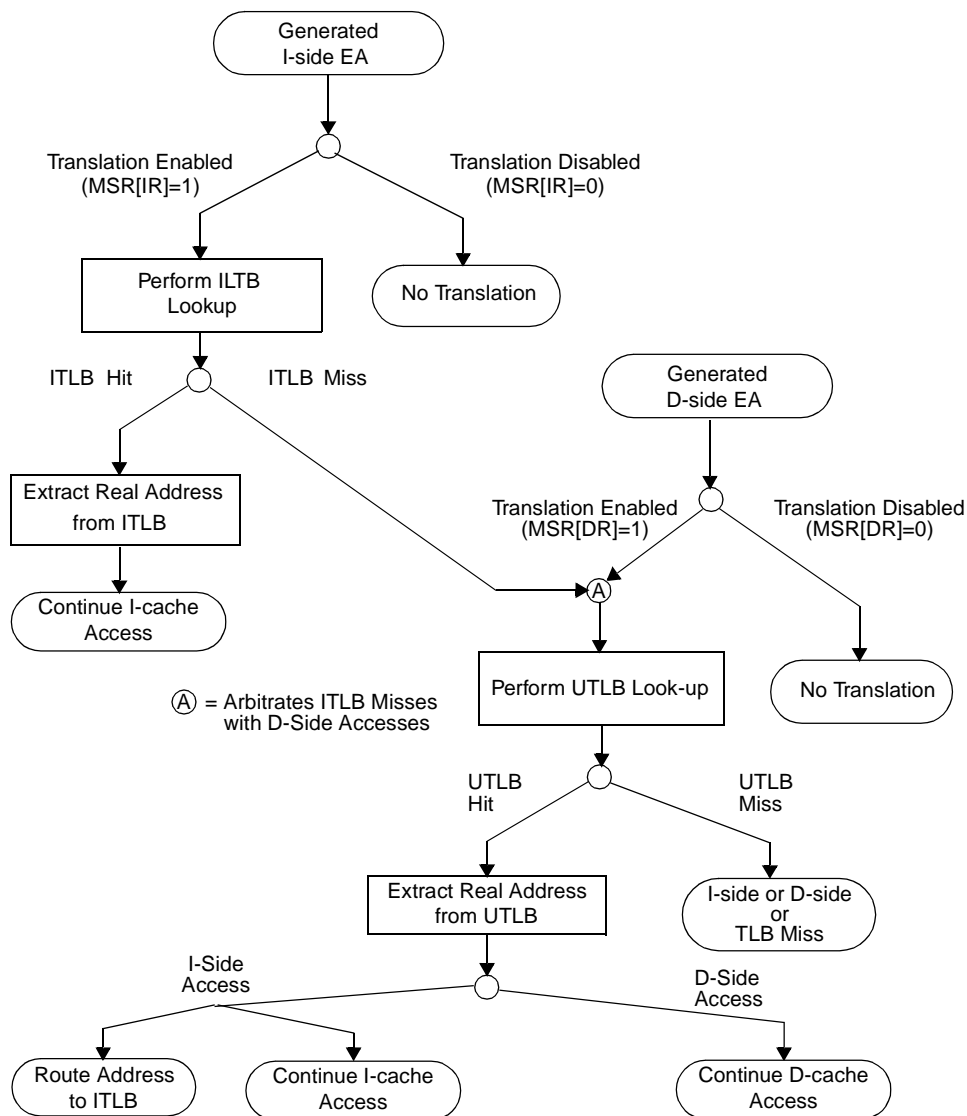 Generated
I-side EA
Translation Enabled
(MSR[IR]=1)
Translation Disabled
(MSR[IR]=0)
Perform ILTB
Lookup
No Translation
ITLB Hit
ITLB Miss
Generated
D-side EA
Extract Real Address
from ITLB
Translation Enabled
(MSR[DR]=1)
Translation Disabled
(MSR[DR]=0)
Continue I-cache
Access
A
Perform UTLB Look-up
No Translation
A = Arbitrates ITLB Misses
with D-Side Accesses
UTLB
Hit
UTLB
Miss
Extract Real Address
from UTLB
I-side or D-side
or
TLB Miss
I-Side
Access
D-Side
Access
Route Address
to ITLB
Continue I-cache
Access
Continue D-cache
Access